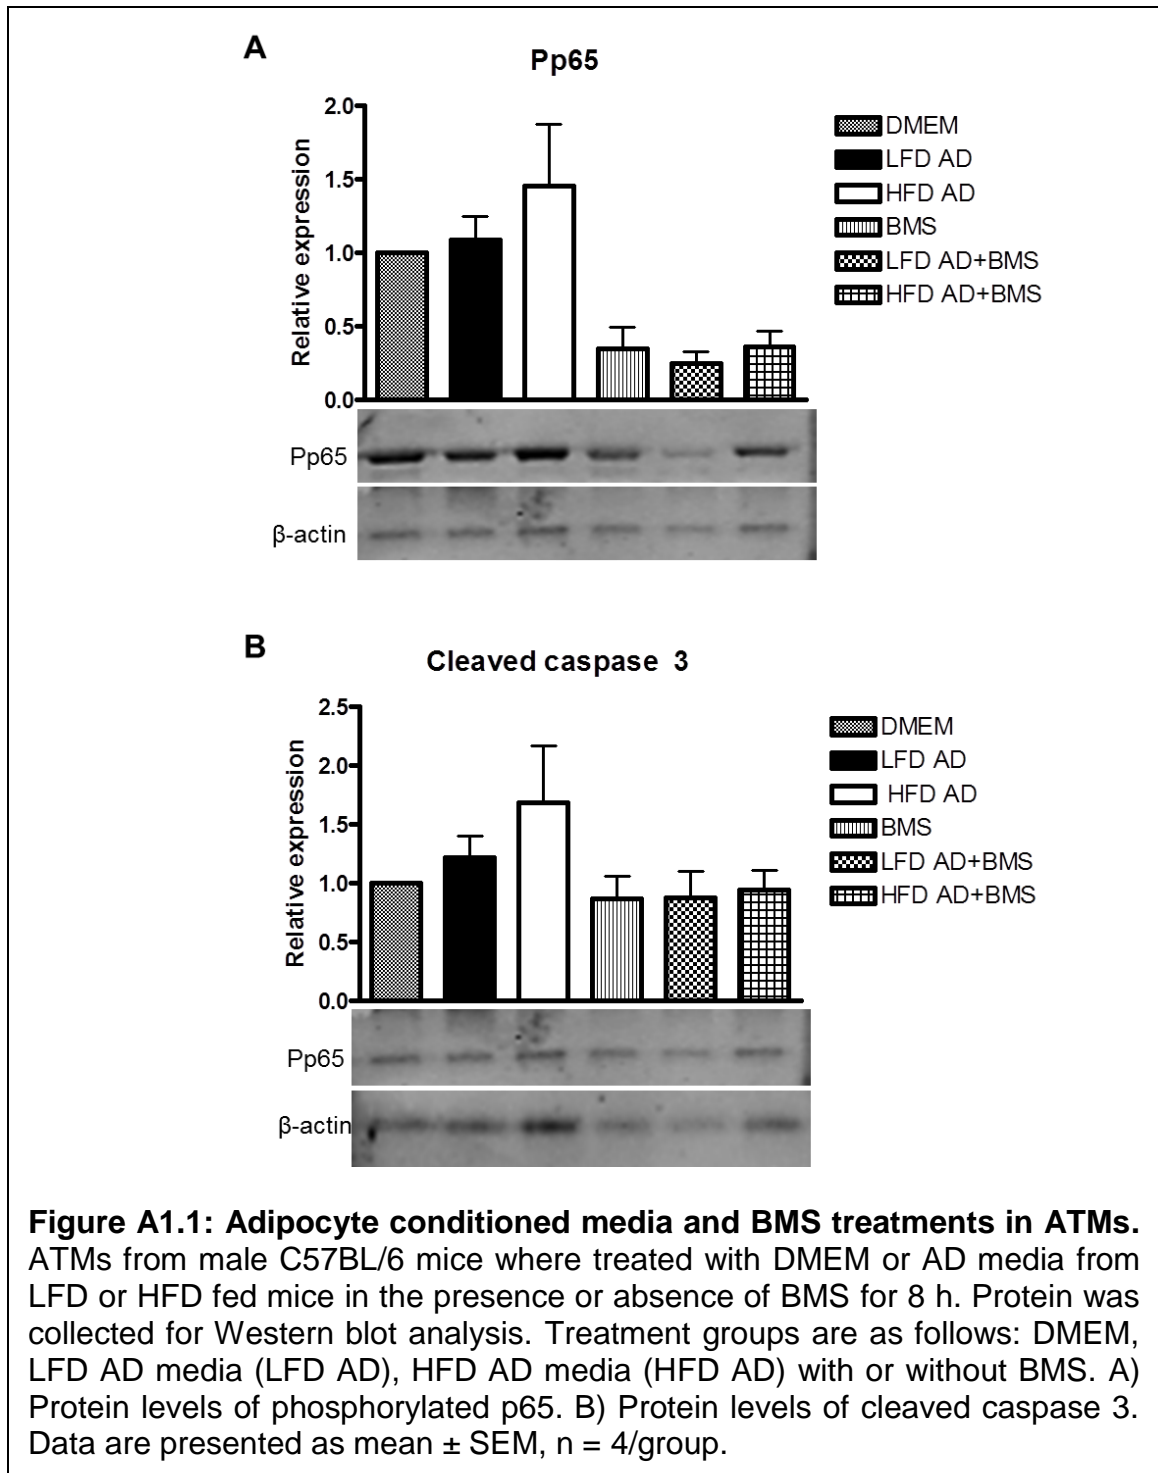 A
Pp65
2.0
1.5
1.0
0.5
0.0
Relative expression
DMEM
LFD AD
HFD AD
BMS
LFD AD+BMS
HFD AD+BMS
Pp65
β-actin
B
Cleaved caspase 3
2.5
2.0
1.5
1.0
0.5
0.0
Relative expression
DMEM
LFD AD
HFD AD
BMS
LFD AD+BMS
HFD AD+BMS
Pp65
β-actin
Figure A1.1: Adipocyte conditioned media and BMS treatments in ATMs.
ATMs from male C57BL/6 mice where treated with DMEM or AD media from
LFD or HFD fed mice in the presence or absence of BMS for 8 h. Protein was
collected for Western blot analysis. Treatment groups are as follows: DMEM,
LFD AD media (LFD AD), HFD AD media (HFD AD) with or without BMS. A)
Protein levels of phosphorylated p65. B) Protein levels of cleaved caspase 3.
Data are presented as mean ± SEM, n = 4/group.